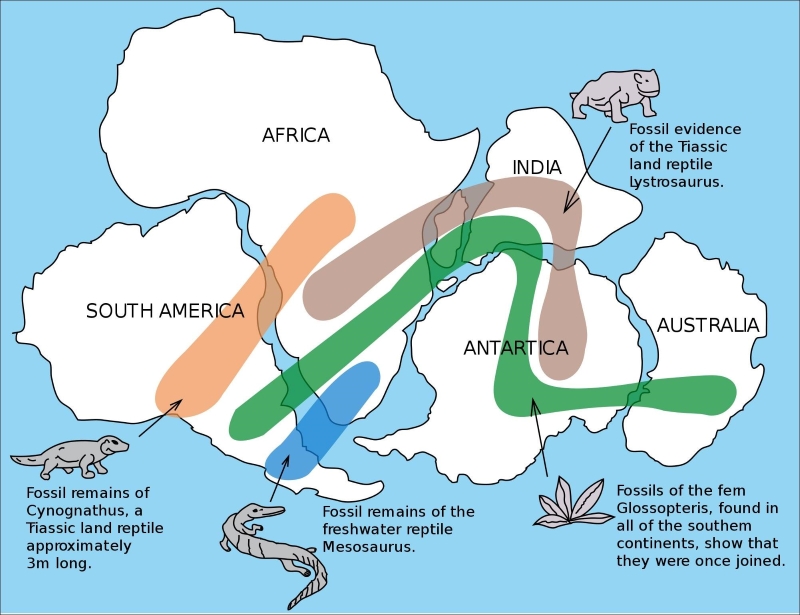 AFRICA
INDIA
Fossil evidence
of the Tiassic
land reptile
Lystrosaurus.
SOUTH AMERICA
ANTARTICA
AUSTRALIA
Fossil remains of
Cynognathus, a
Tiassic land reptile
approximately
3m long.
Fossil remains of the
freshwater reptile
Mesosaurus.
Fossils of the fern
Glossopteris, found in
all of the southem
continents, show that
they were once joined.